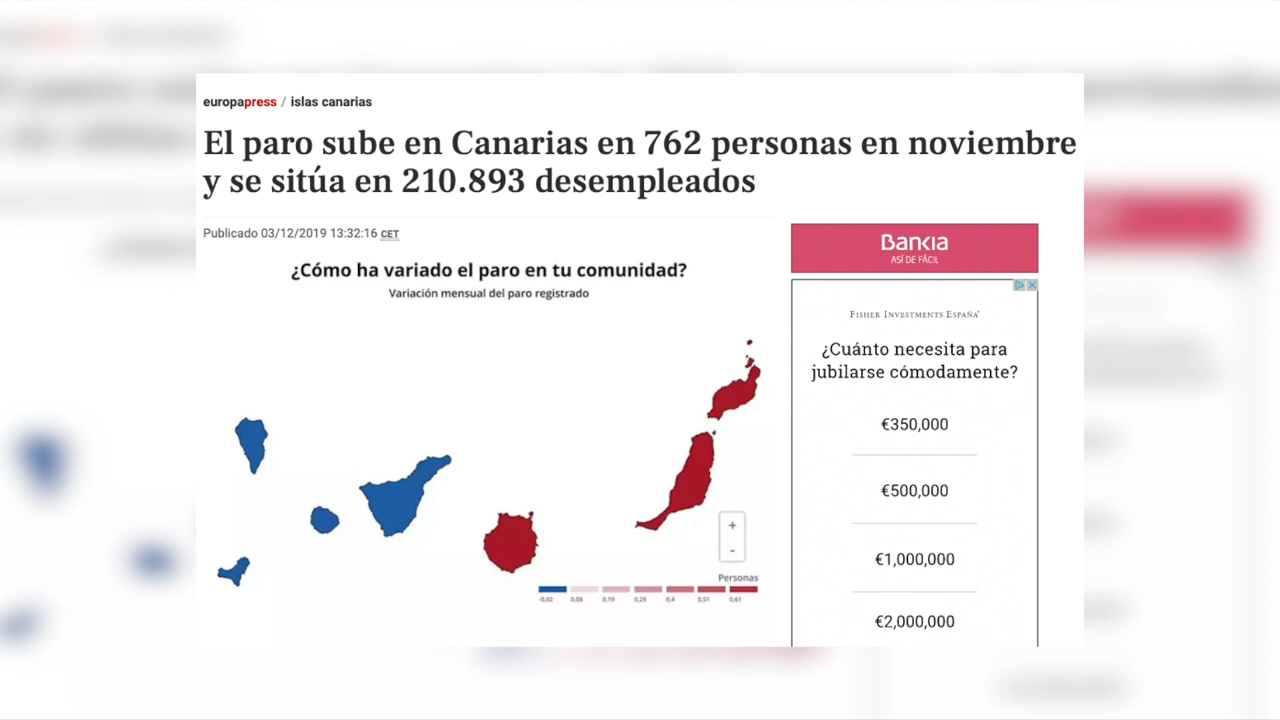 europapress / islas canarias
El paro sube en Canarias en 762 personas en noviembre
y se sitúa en 210.893 desempleados
Publicado 03/12/2019 13:32:16 CET
¿Cómo ha variado el paro en tu comunidad?
Variación mensual del paro registrado
+
-
Personas
-0,02 0,08 0,19 0,29 0,4 0,51 0,61
Bankia
ASÍ DE FÁCIL
FISHER INVESTMENTS ESPAÑA®
¿Cuánto necesita para
jubilarse cómodamente?
€350,000
€500,000
€1,000,000
€2,000,000